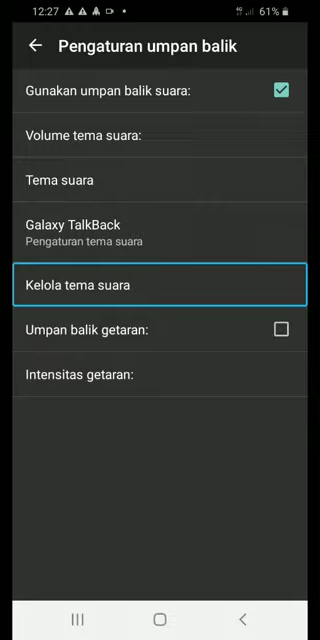 12:27
4G 61%
Pengaturan umpan balik
Gunakan umpan balik suara:
Volume tema suara:
Tema suara
Galaxy TalkBack
Pengaturan tema suara
Kelola tema suara
Umpan balik getaran:
Intensitas getaran: